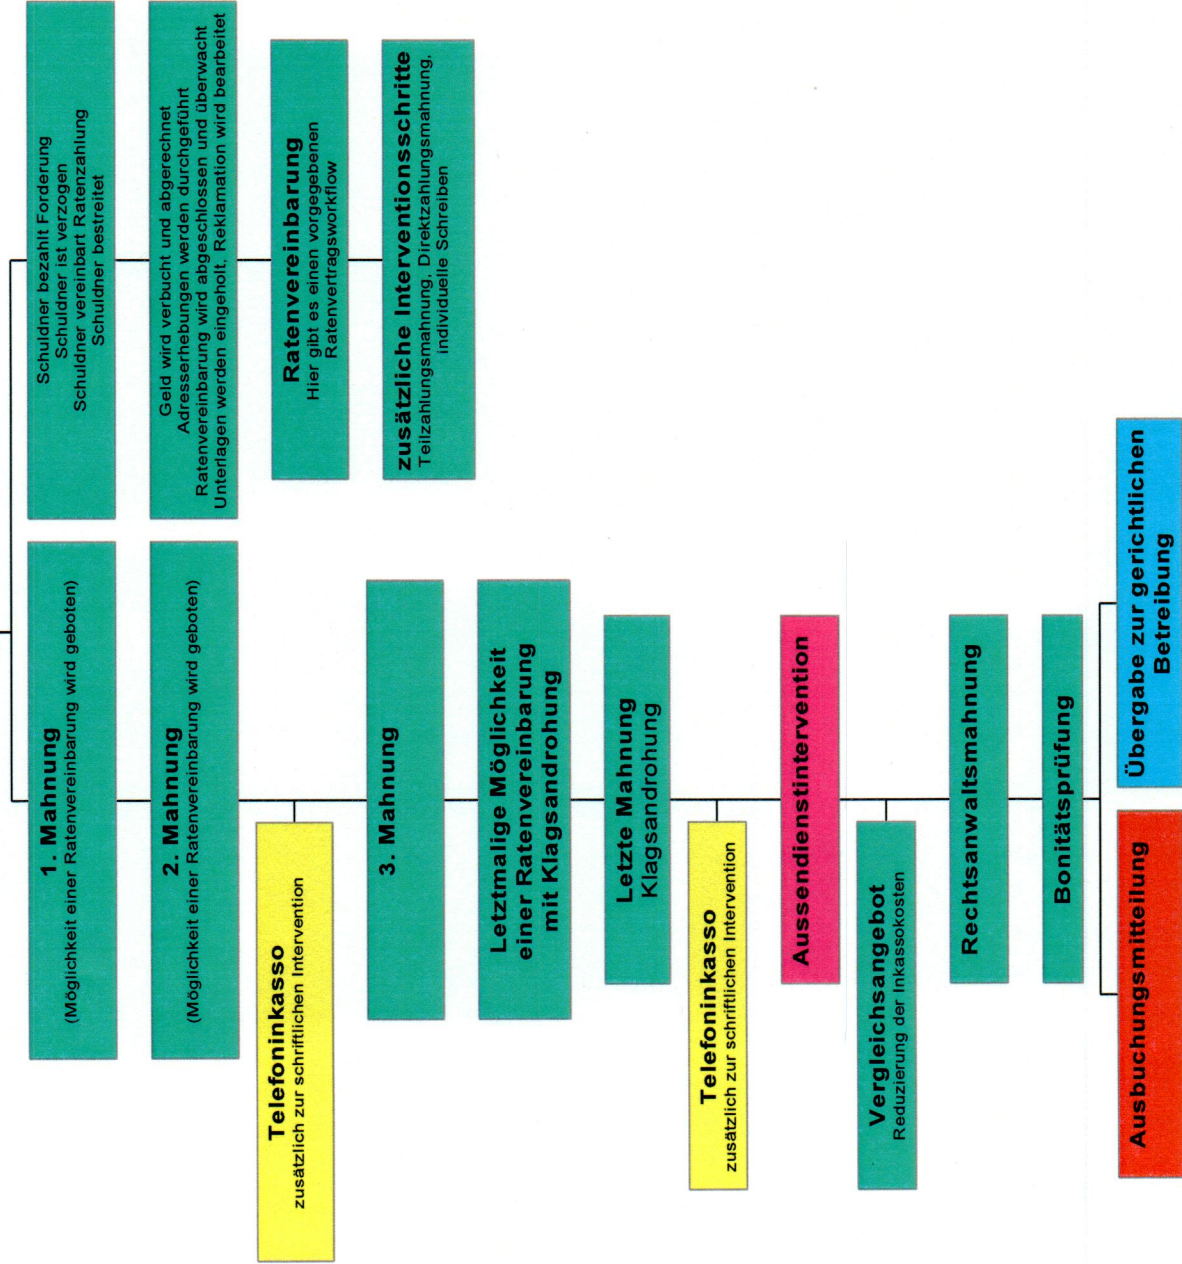 1. Mahnung
(Möglichkeit einer Ratenvereinbarung wird geboten)
2. Mahnung
(Möglichkeit einer Ratenvereinbarung wird geboten)
Telefoninkasso
zusätzlich zur schriftlichen Intervention
3. Mahnung
Letztmalige Möglichkeit
einer Ratenvereinbarung
mit Klagsandrohung
Letzte Mahnung
Klagsandrohung
Telefoninkasso
zusätzlich zur schriftlichen Intervention
Aussendienstintervention
Vergleichsangebot
Reduzierung der Inkassokosten
Rechtsanwaltsmahnung
Bonitätsprüfung
Ausbuchungsmitteilung
Übergabe zur gerichtlichen
Betreibung
Schuldner bezahlt Forderung
Schuldner ist verzogen
Schuldner vereinbart Ratenzahlung
Schuldner bestreitet
Geld wird verbucht und abgerechnet
Adresserhebungen werden durchgeführt
Ratenvereinbarung wird abgeschlossen und überwacht
Unterlagen werden eingeholt, Reklamation wird bearbeitet
Ratenvereinbarung
Hier gibt es einen vorgegebenen
Ratenvertragsworkflow
zusätzliche Interventionsschritte
Teilzahlungsmahnung, Direktzahlungsmahnung,
individuelle Schreiben